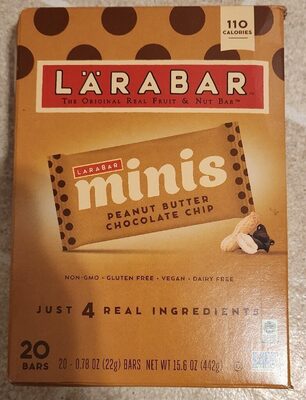 110
CALORIES
LÄRABAR
THE ORIGINAL REAL FRUIT & NUT BAR™
LÄRABAR
minis
PEANUT BUTTER
CHOCOLATE CHIP
NON-GMO • GLUTEN FREE • VEGAN • DAIRY FREE
JUST 4 REAL INGREDIENTS
20
BARS
20 - 0.78 OZ (22g) BARS NET WT 15.6 OZ (442g)